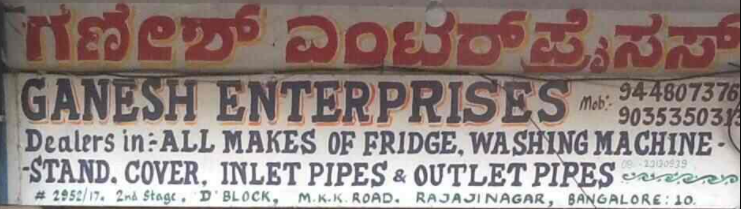 ಗಣೇಶ್ ಎಂಟರ್‌ಪ್ರೈಸಸ್
GANESH ENTERPRISES Mob:-
Dealers in:-ALL MAKES OF FRIDGE, WASHING MACHINE-
-STAND. COVER, INLET PIPES & OUTLET PIPES
# 2952/17. 2nd Stage, 'D' BLOCK, M.K.K. ROAD. RAJAJINAGAR, BANGALORE: 10.